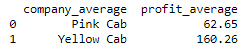 company_average profit_average
0 Pink Cab 62.65
1 Yellow Cab 160.26